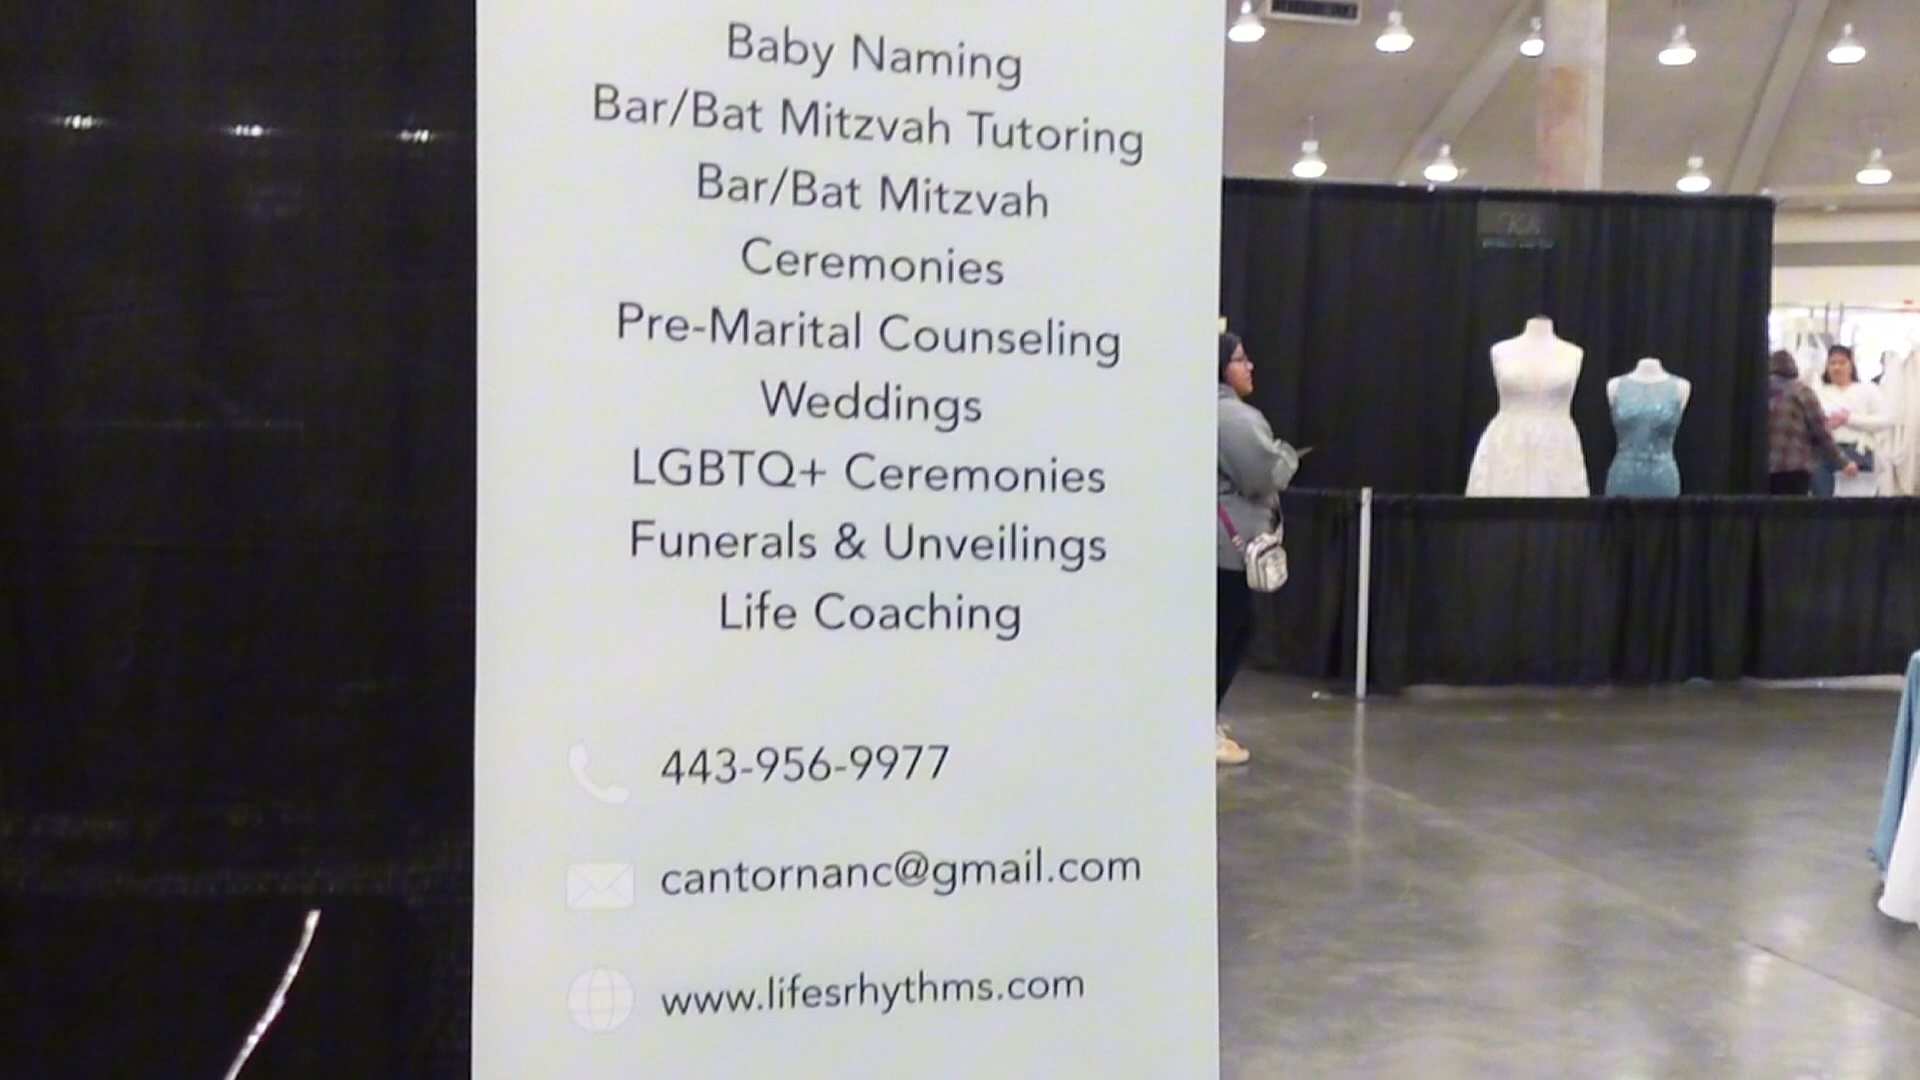 Baby Naming
Bar/Bat Mitzvah Tutoring
Bar/Bat Mitzvah
Ceremonies
Pre-Marital Counseling
Weddings
LGBTQ+ Ceremonies
Funerals & Unveilings
Life Coaching
443-956-9977
cantornanc@gmail.com
www.lifesrhythms.com